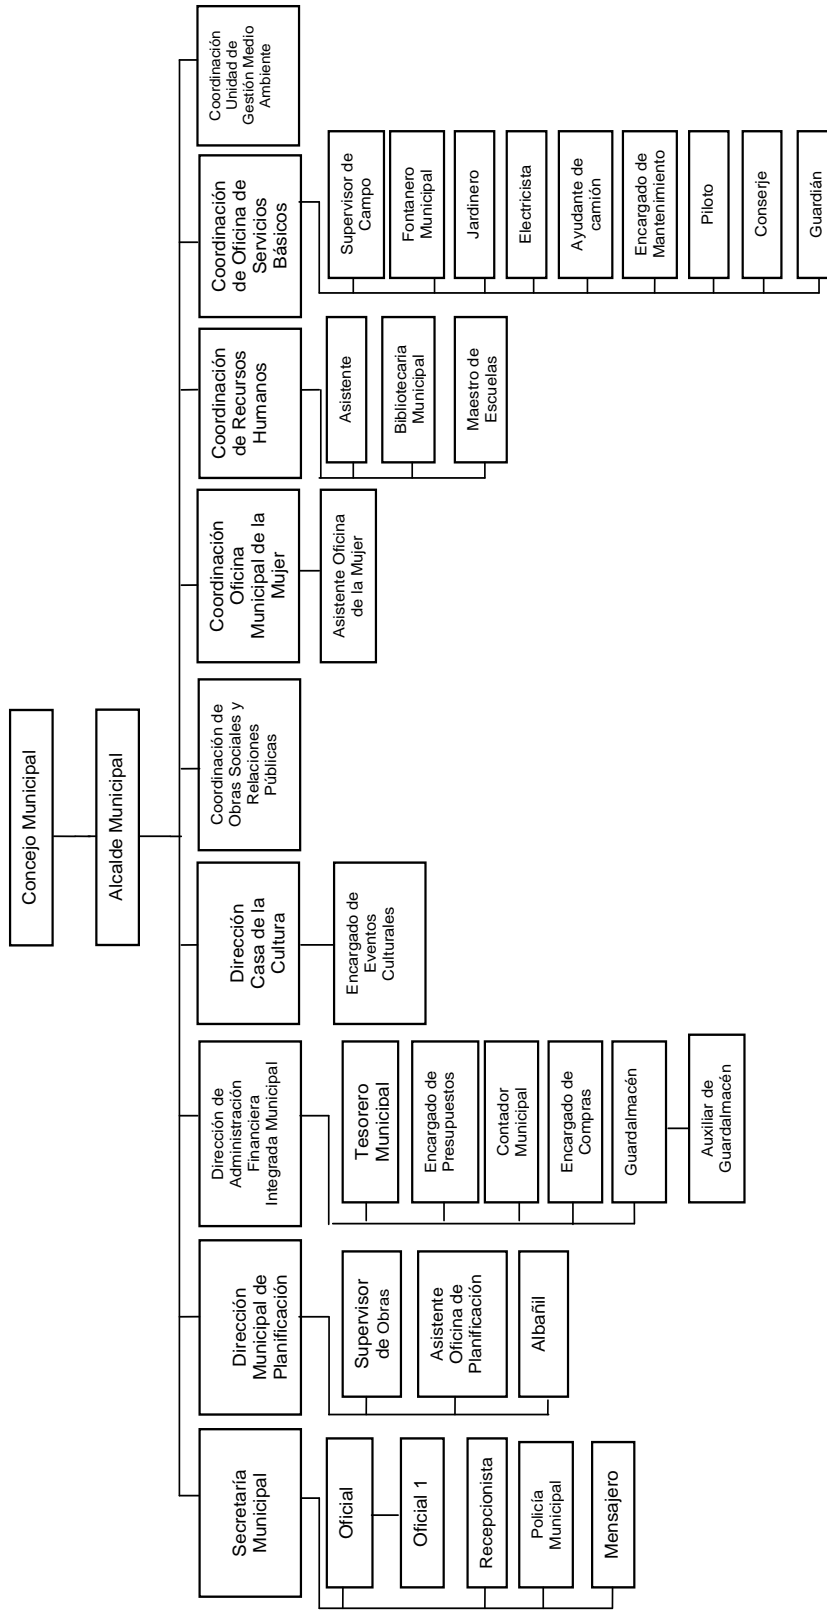 Concejo Municipal
Alcalde Municipal
Secretaría
Municipal
Oficial
Oficial 1
Recepcionista
Policía
Municipal
Mensajero
Dirección
Municipal de
Planificación
Supervisor
de Obras
Asistente
Oficina de
Planificación
Albañil
Dirección de
Administración
Financiera
Integrada Municipal
Tesorero
Municipal
Encargado de
Presupuestos
Contador
Municipal
Encargado de
Compras
Guardalmacén
Auxiliar de
Guardalmacén
Dirección
Casa de la
Cultura
Encargado de
Eventos
Culturales
Coordinación de
Obras Sociales y
Relaciones
Públicas
Coordinación
Oficina
Municipal de la
Mujer
Asistente Oficina
de la Mujer
Coordinación
de Recursos
Humanos
Asistente
Bibliotecaria
Municipal
Maestro de
Escuelas
Coordinación
de Oficina de
Servicios
Básicos
Supervisor de
Campo
Fontanero
Municipal
Jardinero
Electricista
Ayudante de
camión
Encargado de
Mantenimiento
Piloto
Conserje
Guardián
Coordinación
Unidad de
Gestión Medio
Ambiente